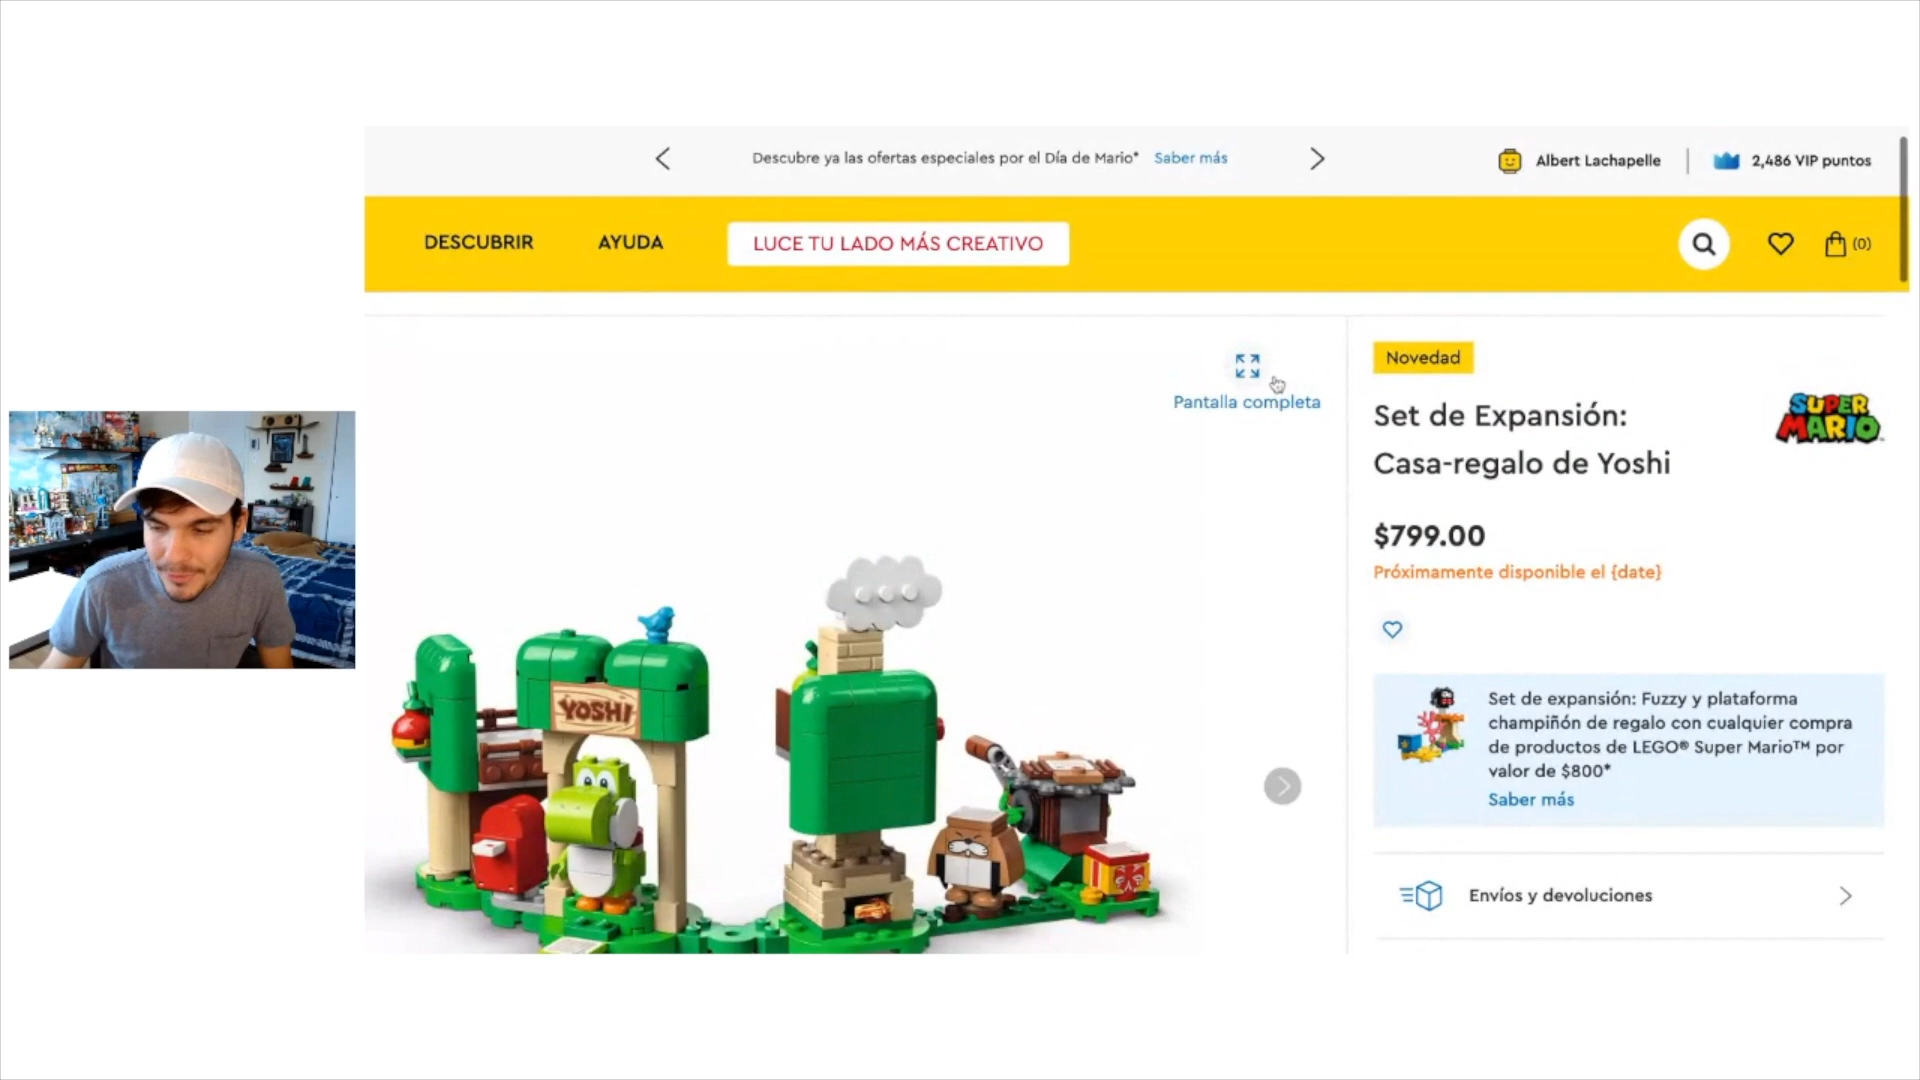 Descubre ya las ofertas especiales por el Día de Mario* Saber más
Albert Lachapelle
2,486 VIP puntos
DESCUBRIR
AYUDA
LUCE TU LADO MÁS CREATIVO
(0)
Pantalla completa
Novedad
Set de Expansión:
Casa-regalo de Yoshi
SUPER
MARIO
$799.00
Próximamente disponible el {date}
YOSHI
Set de expansión: Fuzzy y plataforma
champiñón de regalo con cualquier compra
de productos de LEGO® Super Mario™ por
valor de $800*
Saber más
Envíos y devoluciones